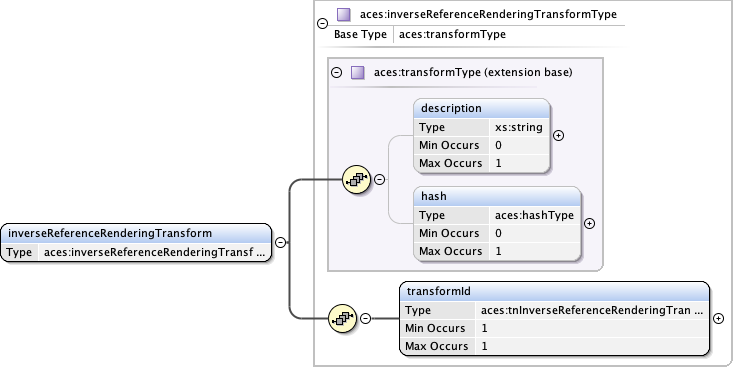 aces:inverseReferenceRenderingTransformType
Base Type aces:transformType
aces:transformType (extension base)
description
Type xs:string
Min Occurs 0
Max Occurs 1
hash
Type aces:hashType
Min Occurs 0
Max Occurs 1
inverseReferenceRenderingTransform
Type aces:inverseReferenceRenderingTransf ...
transformId
Type aces:tnInverseReferenceRenderingTran ...
Min Occurs 1
Max Occurs 1